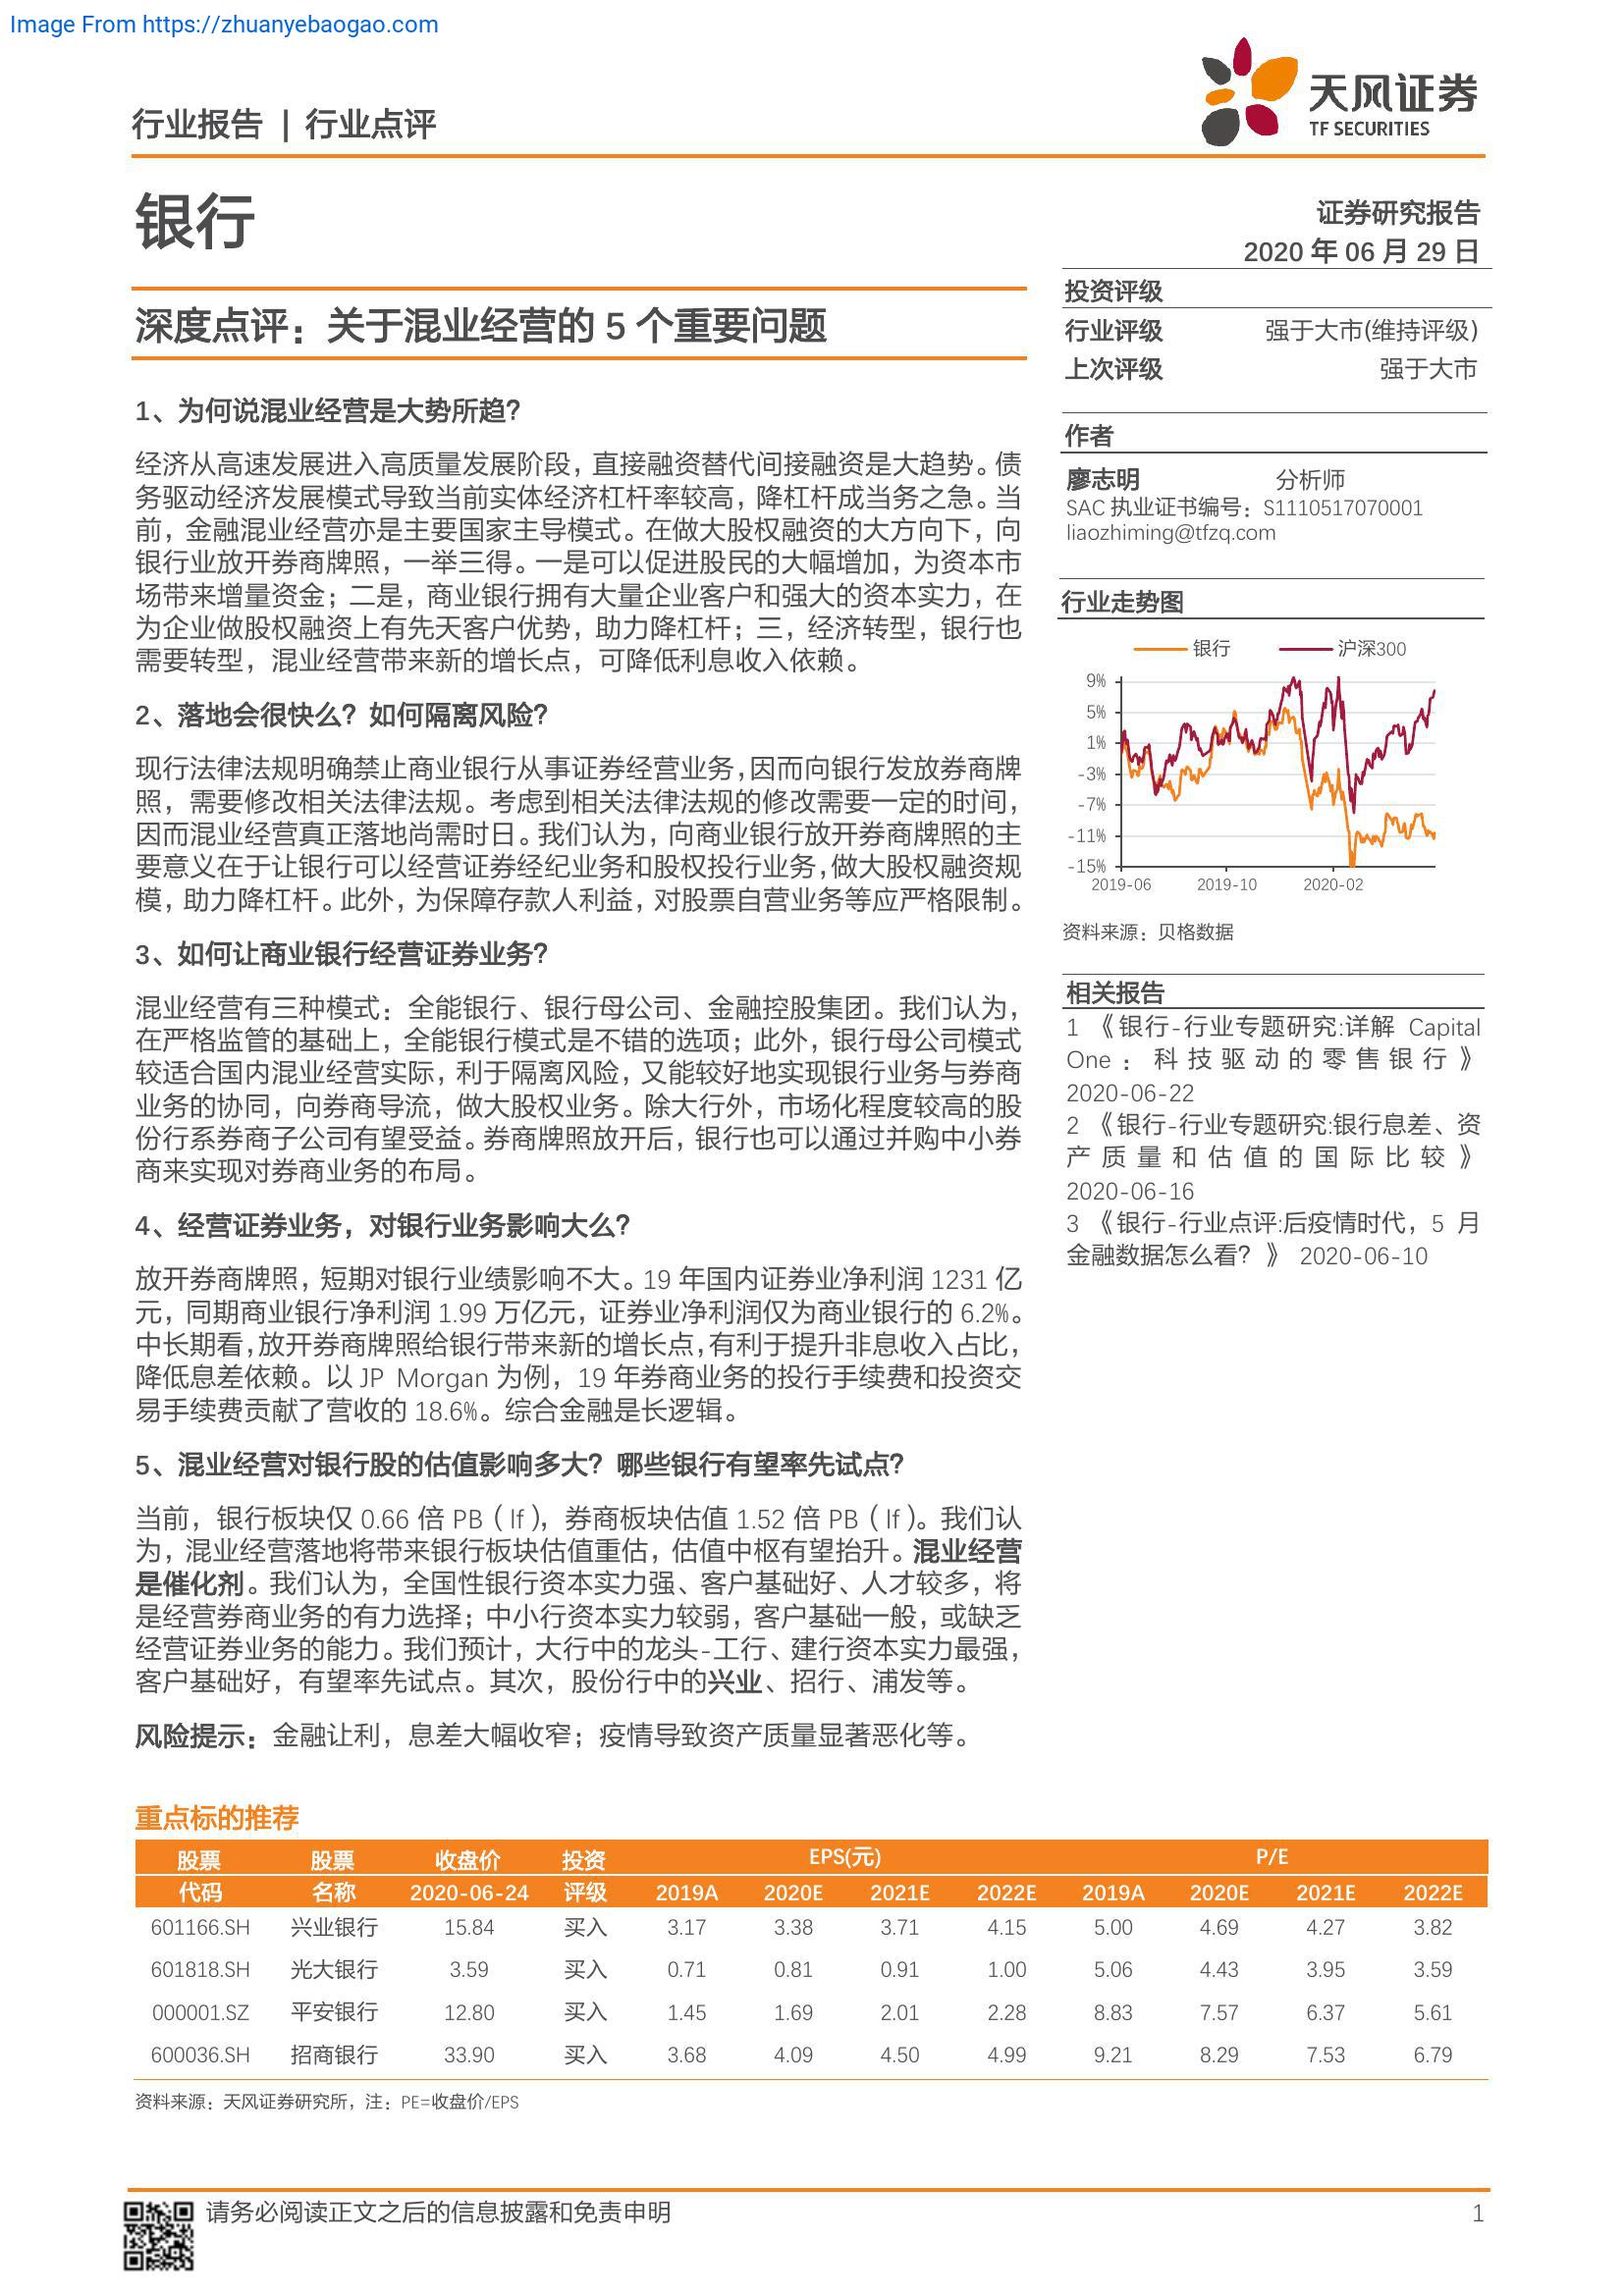 Image From https://zhuanyebaogao.com
行业报告 | 行业点评
天风证券
TF SECURITIES
银行
证券研究报告
2020 年 06 月 29 日
深度点评：关于混业经营的 5 个重要问题
1、为何说混业经营是大势所趋？
经济从高速发展进入高质量发展阶段，直接融资替代间接融资是大趋势。债
务驱动经济发展模式导致当前实体经济杠杆率较高，降杠杆成当务之急。当
前，金融混业经营亦是主要国家主导模式。在做大股权融资的大方向下，向
银行业放开券商牌照，一举三得。一是可以促进股民的大幅增加，为资本市
场带来增量资金；二是，商业银行拥有大量企业客户和强大的资本实力，在
为企业做股权融资上有先天客户优势，助力降杠杆；三，经济转型，银行也
需要转型，混业经营带来新的增长点，可降低利息收入依赖。
2、落地会很快么？如何隔离风险？
现行法律法规明确禁止商业银行从事证券经营业务，因而向银行发放券商牌
照，需要修改相关法律法规。考虑到相关法律法规的修改需要一定的时间，
因而混业经营真正落地尚需时日。我们认为，向商业银行放开券商牌照的主
要意义在于让银行可以经营证券经纪业务和股权投行业务，做大股权融资规
模，助力降杠杆。此外，为保障存款人利益，对股票自营业务等应严格限制。
3、如何让商业银行经营证券业务？
混业经营有三种模式：全能银行、银行母公司、金融控股集团。我们认为，
在严格监管的基础上，全能银行模式是不错的选项；此外，银行母公司模式
较适合国内混业经营实际，利于隔离风险，又能较好地实现银行业务与券商
业务的协同，向券商导流，做大股权业务。除大行外，市场化程度较高的股
份行系券商子公司有望受益。券商牌照放开后，银行也可以通过并购中小券
商来实现对券商业务的布局。
4、经营证券业务，对银行业务影响大么？
放开券商牌照，短期对银行业绩影响不大。19 年国内证券业净利润 1231 亿
元，同期商业银行净利润 1.99 万亿元，证券业净利润仅为商业银行的 6.2%。
中长期看，放开券商牌照给银行带来新的增长点，有利于提升非息收入占比，
降低息差依赖。以 JP Morgan 为例，19 年券商业务的投行手续费和投资交
易手续费贡献了营收的 18.6%。综合金融是长逻辑。
5、混业经营对银行股的估值影响多大？哪些银行有望率先试点？
当前，银行板块仅 0.66 倍 PB（lf），券商板块估值 1.52 倍 PB（lf）。我们认
为，混业经营落地将带来银行板块估值重估，估值中枢有望抬升。混业经营
是催化剂。我们认为，全国性银行资本实力强、客户基础好、人才较多，将
是经营券商业务的有力选择；中小行资本实力较弱，客户基础一般，或缺乏
经营证券业务的能力。我们预计，大行中的龙头-工行、建行资本实力最强，
客户基础好，有望率先试点。其次，股份行中的兴业、招行、浦发等。
风险提示：金融让利，息差大幅收窄；疫情导致资产质量显著恶化等。
投资评级
行业评级 强于大市(维持评级)
上次评级 强于大市
作者
廖志明 分析师
SAC 执业证书编号：S1110517070001
liaozhiming@tfzq.com
行业走势图
银行 沪深300
9%
5%
1%
-3%
-7%
-11%
-15%
2019-06 2019-10 2020-02
资料来源：贝格数据
相关报告
1 《银行-行业专题研究:详解 Capital
One：科技驱动的零售银行》
2020-06-22
2 《银行-行业专题研究:银行息差、资
产质量和估值的国际比较》
2020-06-16
3 《银行-行业点评:后疫情时代，5 月
金融数据怎么看？》 2020-06-10
重点标的推荐
股票 股票 收盘价 投资 EPS(元) P/E
代码 名称 2020-06-24 评级 2019A 2020E 2021E 2022E 2019A 2020E 2021E 2022E
601166.SH 兴业银行 15.84 买入 3.17 3.38 3.71 4.15 5.00 4.69 4.27 3.82
601818.SH 光大银行 3.59 买入 0.71 0.81 0.91 1.00 5.06 4.43 3.95 3.59
000001.SZ 平安银行 12.80 买入 1.45 1.69 2.01 2.28 8.83 7.57 6.37 5.61
600036.SH 招商银行 33.90 买入 3.68 4.09 4.50 4.99 9.21 8.29 7.53 6.79
资料来源：天风证券研究所，注：PE=收盘价/EPS
请务必阅读正文之后的信息披露和免责申明
1